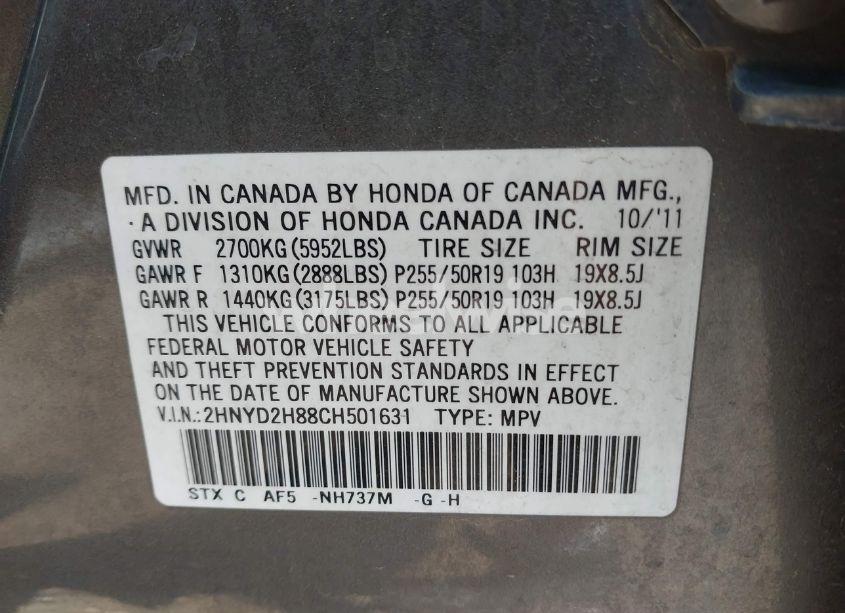 MFD. IN CANADA BY HONDA OF CANADA MFG.,
A DIVISION OF HONDA CANADA INC. 10/'11
GVWR 2700KG(5952LBS) TIRE SIZE RIM SIZE
GAWR F 1310KG(2888LBS) P255/50R19 103H 19X8.5J
GAWR R 1440KG(3175LBS) P255/50R19 103H 19X8.5J
THIS VEHICLE CONFORMS TO ALL APPLICABLE
FEDERAL MOTOR VEHICLE SAFETY
AND THEFT PREVENTION STANDARDS IN EFFECT
ON THE DATE OF MANUFACTURE SHOWN ABOVE.
V.I.N.:2HNYD2H88CH501631 TYPE: MPV
STX C AF5 -NH737M -G -H